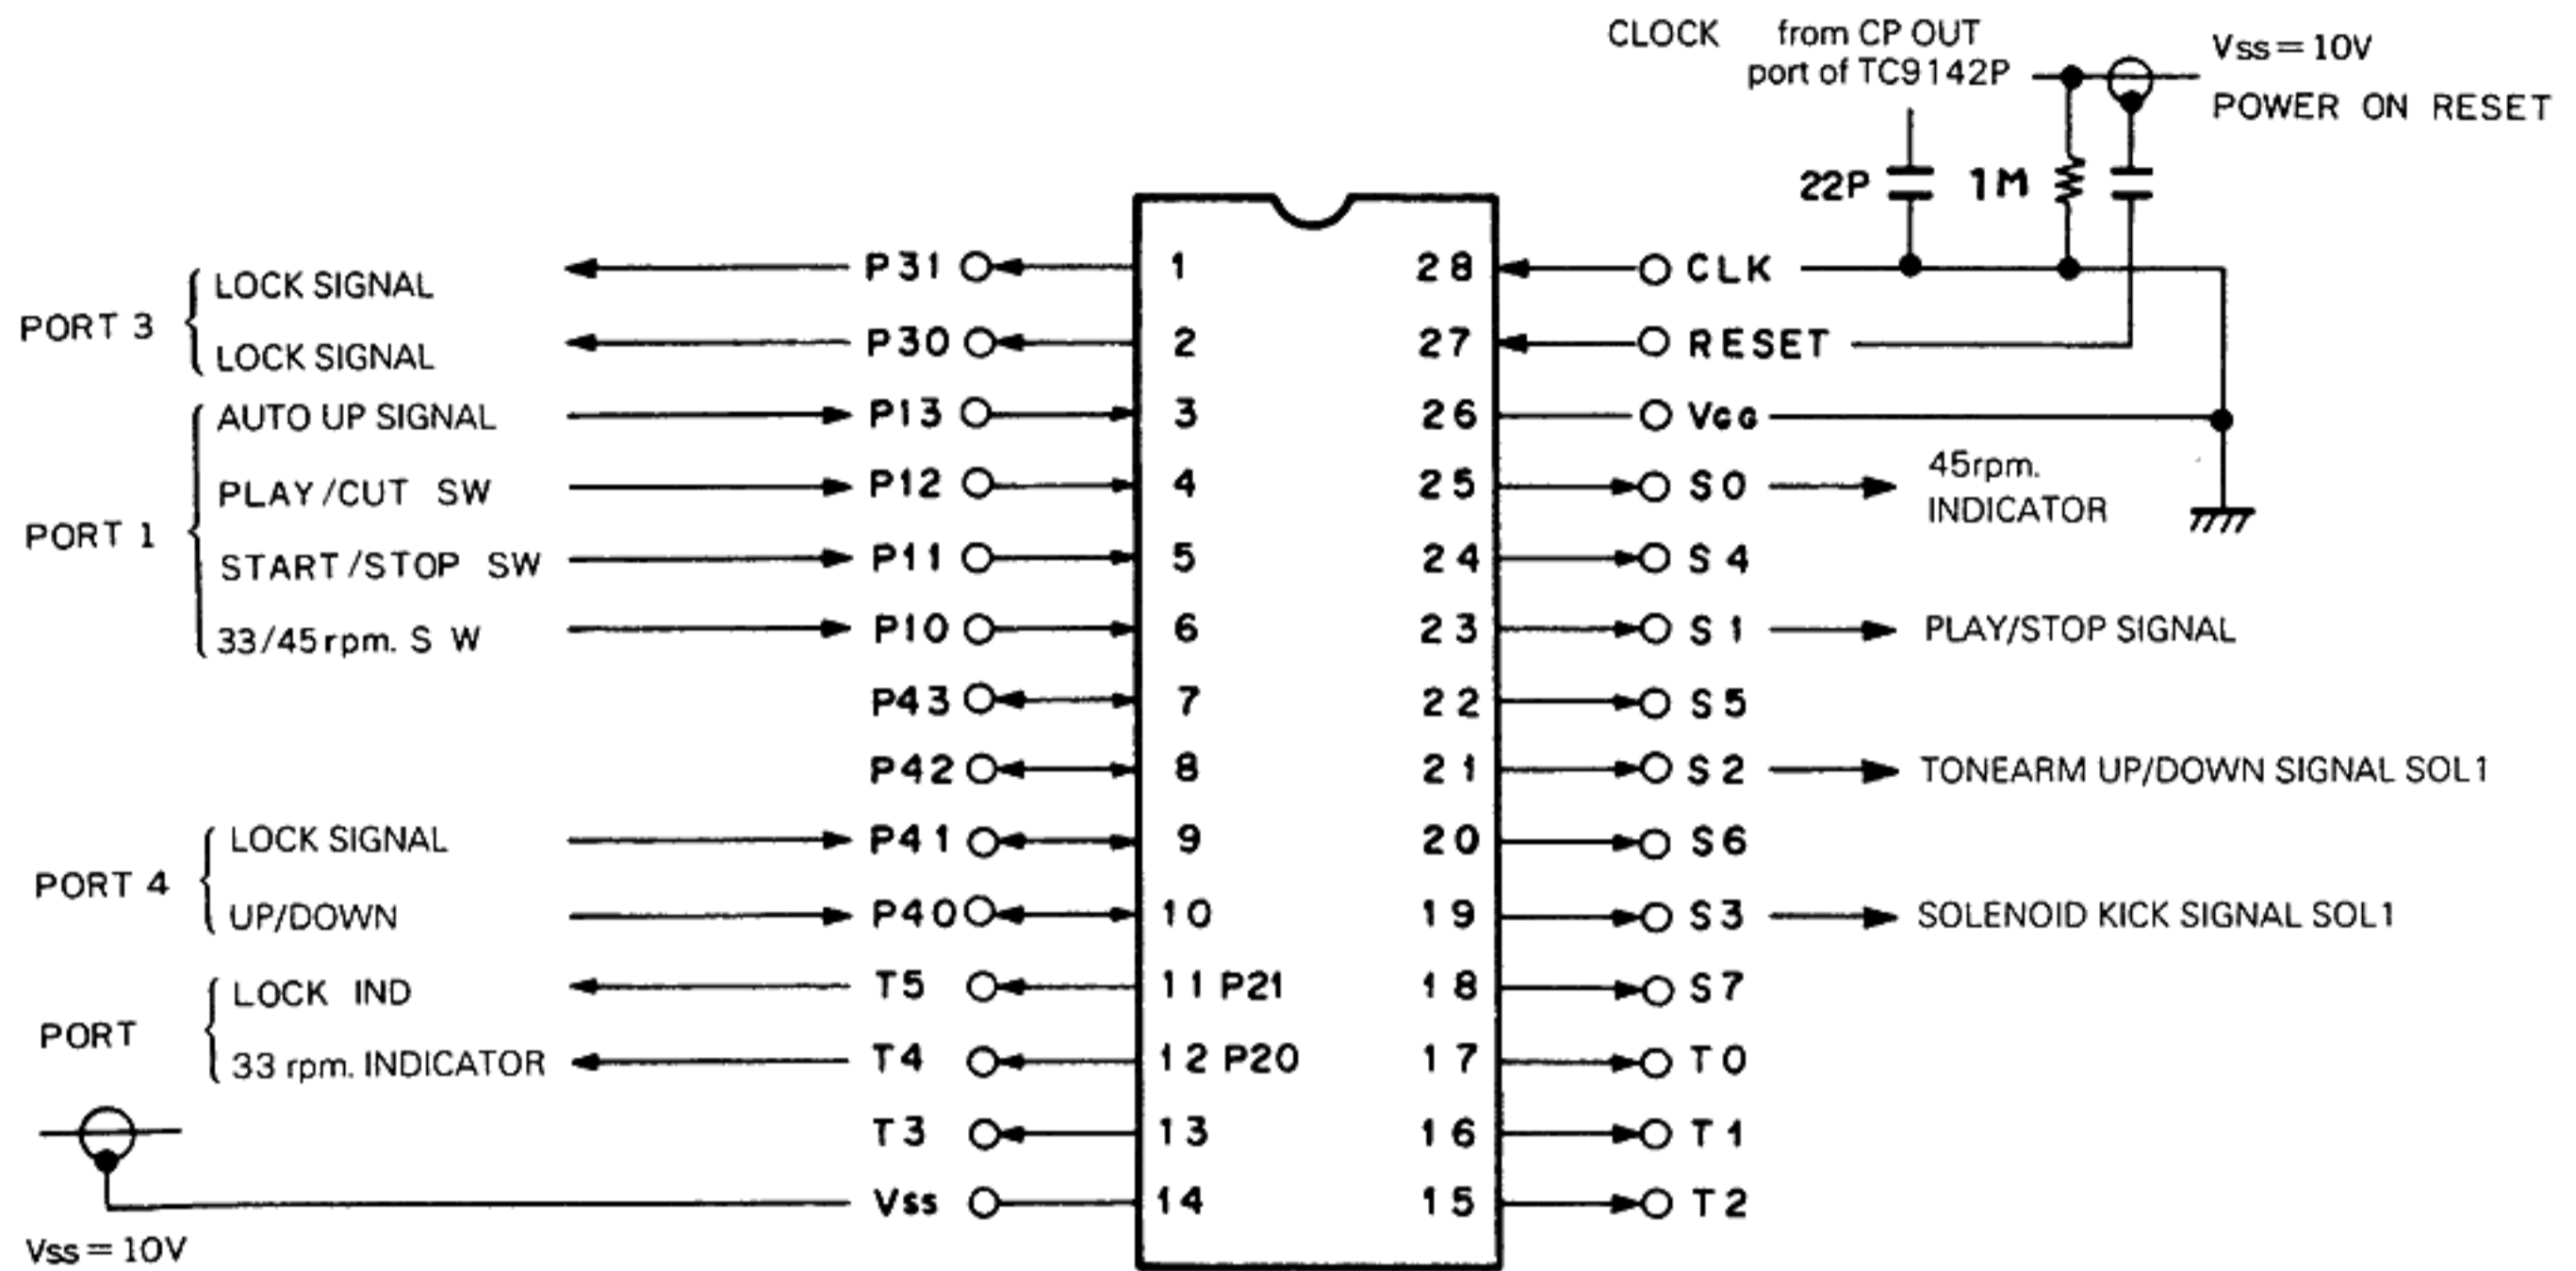 CLOCK from CP OUT
port of TC9142P
Vss=10V
POWER ON RESET
22P
1M
PORT 3
LOCK SIGNAL P31 1
LOCK SIGNAL P30 2
PORT 1
AUTO UP SIGNAL P13 3
PLAY/CUT SW P12 4
START/STOP SW P11 5
33/45rpm. S W P10 6
P43 7
P42 8
PORT 4
LOCK SIGNAL P41 9
UP/DOWN P40 10
PORT
LOCK IND T5 11 P21
33 rpm. INDICATOR T4 12 P20
T3 13
Vss 14
Vss=10V
28 CLK
27 RESET
26 VGG
25 S0 45rpm.
INDICATOR
24 S4
23 S1 PLAY/STOP SIGNAL
22 S5
21 S2 TONEARM UP/DOWN SIGNAL SOL1
20 S6
19 S3 SOLENOID KICK SIGNAL SOL1
18 S7
17 T0
16 T1
15 T2